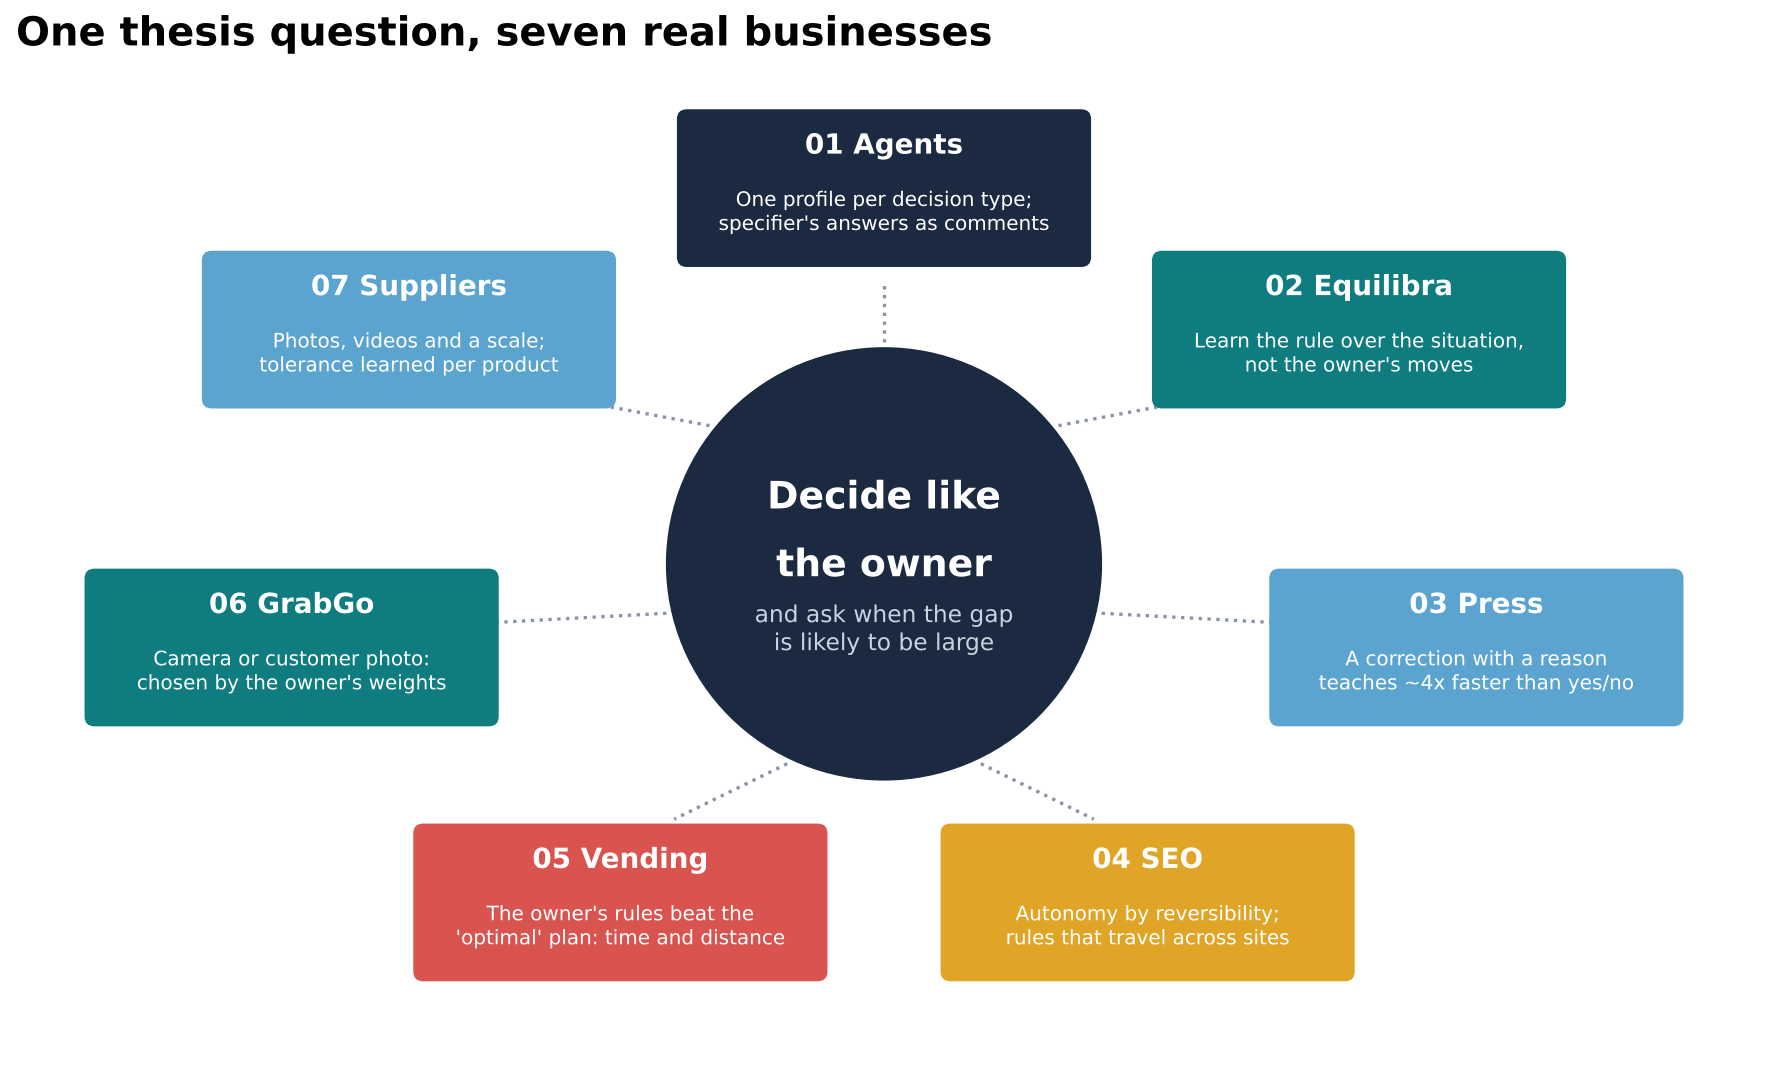 One thesis question, seven real businesses
01 Agents
One profile per decision type;
specifier's answers as comments
07 Suppliers
Photos, videos and a scale;
tolerance learned per product
02 Equilibra
Learn the rule over the situation,
not the owner's moves
Decide like
the owner
and ask when the gap
is likely to be large
06 GrabGo
Camera or customer photo:
chosen by the owner's weights
03 Press
A correction with a reason
teaches ~4x faster than yes/no
05 Vending
The owner's rules beat the
'optimal' plan: time and distance
04 SEO
Autonomy by reversibility;
rules that travel across sites